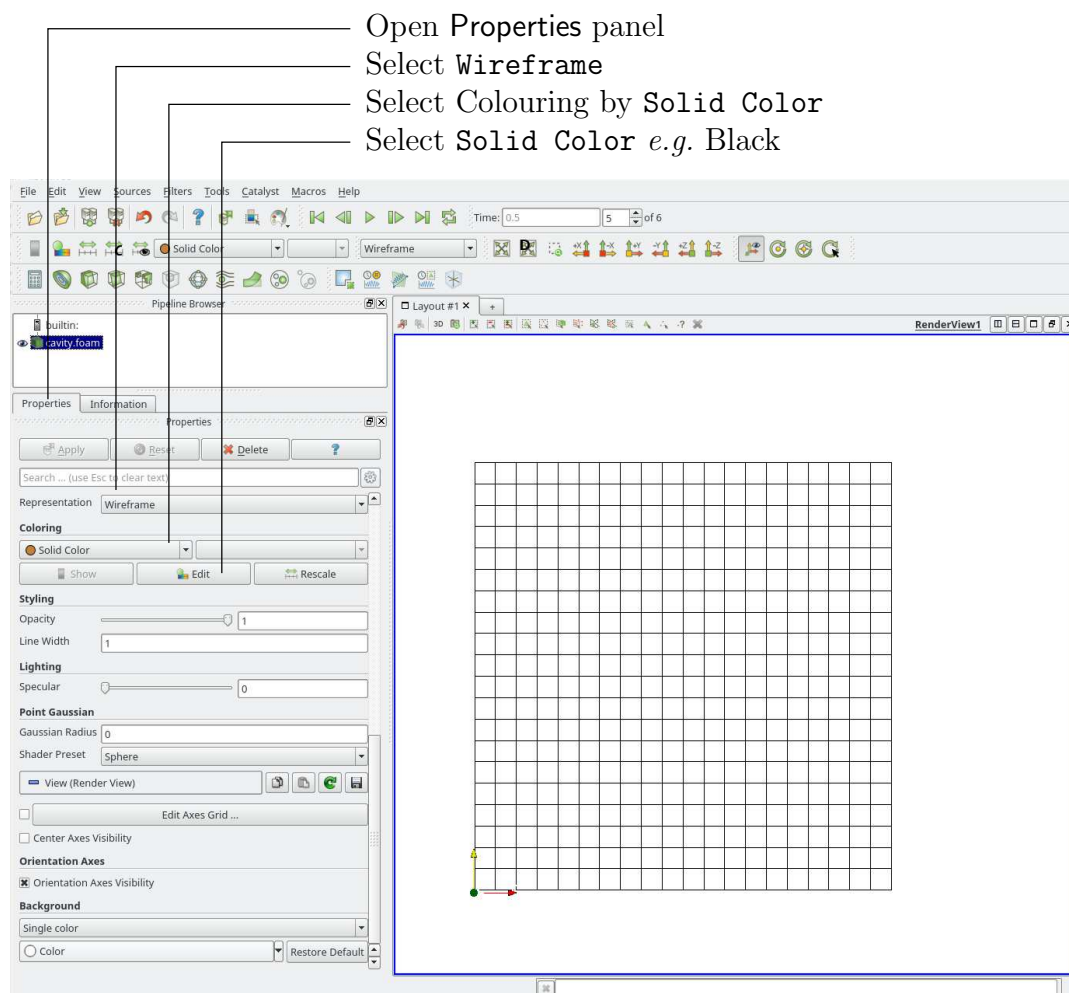 Open Properties panel
Select Wireframe
Select Colouring by Solid Color
Select Solid Color e.g. Black
File Edit View Sources Filters Tools Catalyst Macros Help
Time: 0.5 5 of 6
Solid Color Wireframe
Pipeline Browser
Layout #1
builtin:
3D
RenderView1
cavity.foam
Properties Information
Properties
Apply Reset Delete ?
Search ... (use Esc to clear text)
Representation Wireframe
Coloring
Solid Color
Show Edit Rescale
Styling
Opacity 1
Line Width 1
Lighting
Specular 0
Point Gaussian
Gaussian Radius 0
Shader Preset Sphere
View (Render View)
Edit Axes Grid ...
Center Axes Visibility
Orientation Axes
Orientation Axes Visibility
Background
Single color
Color Restore Default